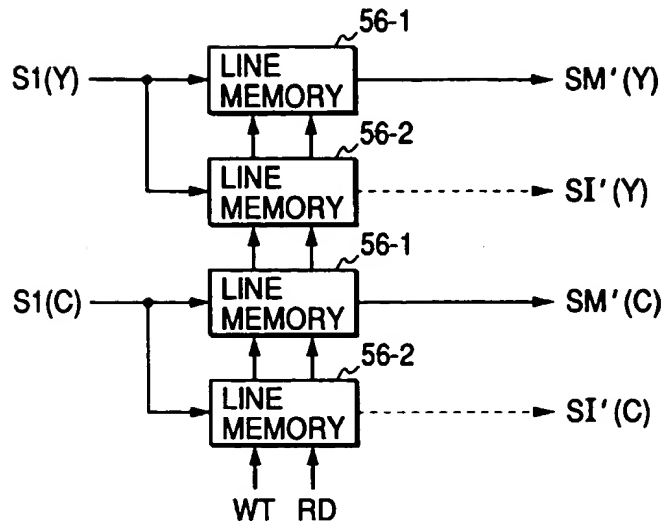 56-1
S1(Y)
LINE
MEMORY
SM'(Y)
56-2
LINE
MEMORY
SI'(Y)
56-1
S1(C)
LINE
MEMORY
SM'(C)
56-2
LINE
MEMORY
SI'(C)
WT RD